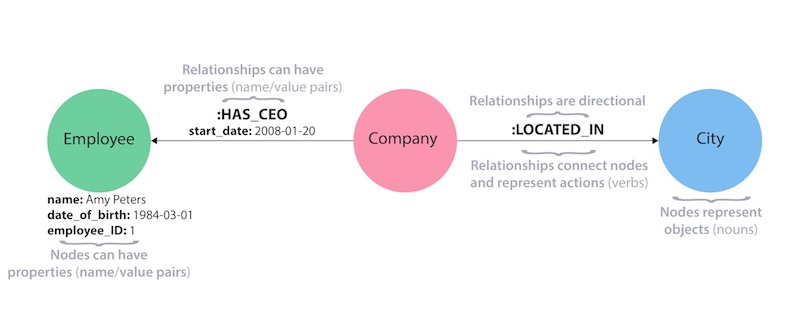 Relationships can have
properties (name/value pairs)
:HAS_CEO
start_date: 2008-01-20
Employee
name: Amy Peters
date_of_birth: 1984-03-01
employee_ID: 1
Nodes can have
properties (name/value pairs)
Company
Relationships are directional
:LOCATED_IN
Relationships connect nodes
and represent actions (verbs)
City
Nodes represent
objects (nouns)